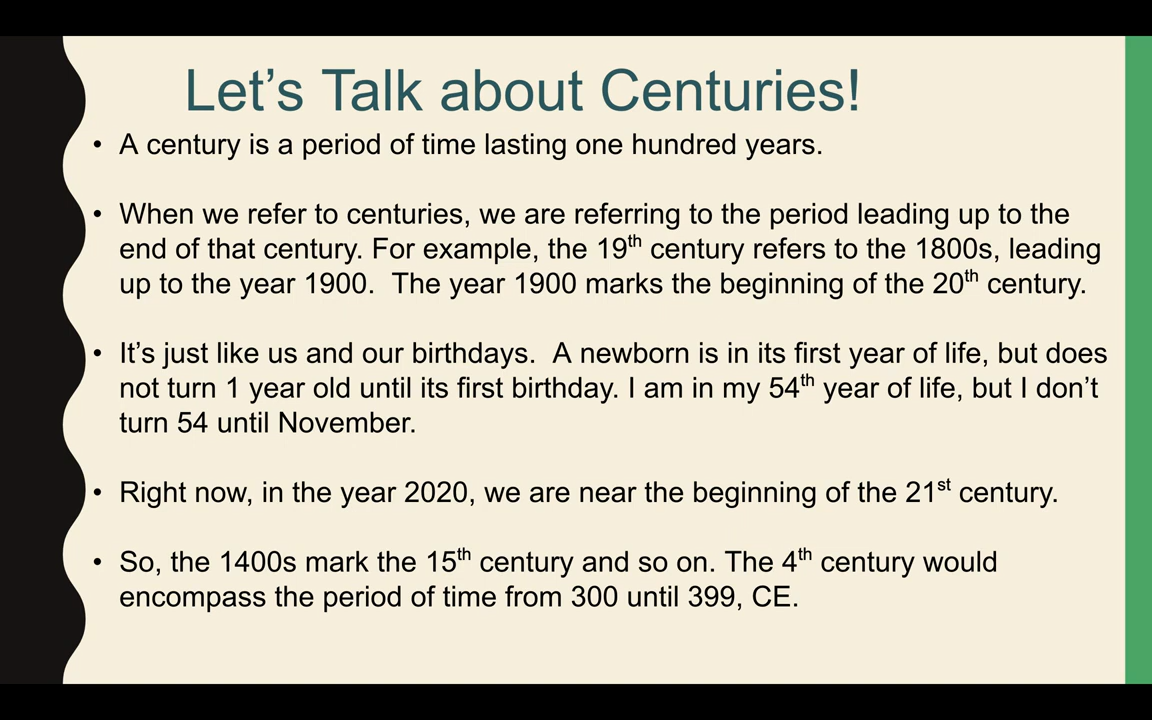 Let’s Talk about Centuries!
• A century is a period of time lasting one hundred years.
• When we refer to centuries, we are referring to the period leading up to the
end of that century. For example, the 19th century refers to the 1800s, leading
up to the year 1900.  The year 1900 marks the beginning of the 20th century.
• It’s just like us and our birthdays.  A newborn is in its first year of life, but does
not turn 1 year old until its first birthday. I am in my 54th year of life, but I don’t
turn 54 until November.
• Right now, in the year 2020, we are near the beginning of the 21st century.
• So, the 1400s mark the 15th century and so on. The 4th century would
encompass the period of time from 300 until 399, CE.